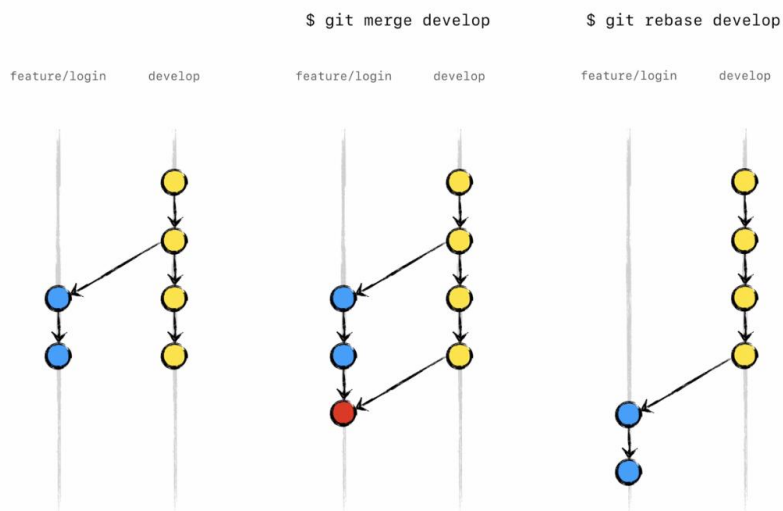 $ git merge develop
$ git rebase develop
feature/login
develop
feature/login
develop
feature/login
develop